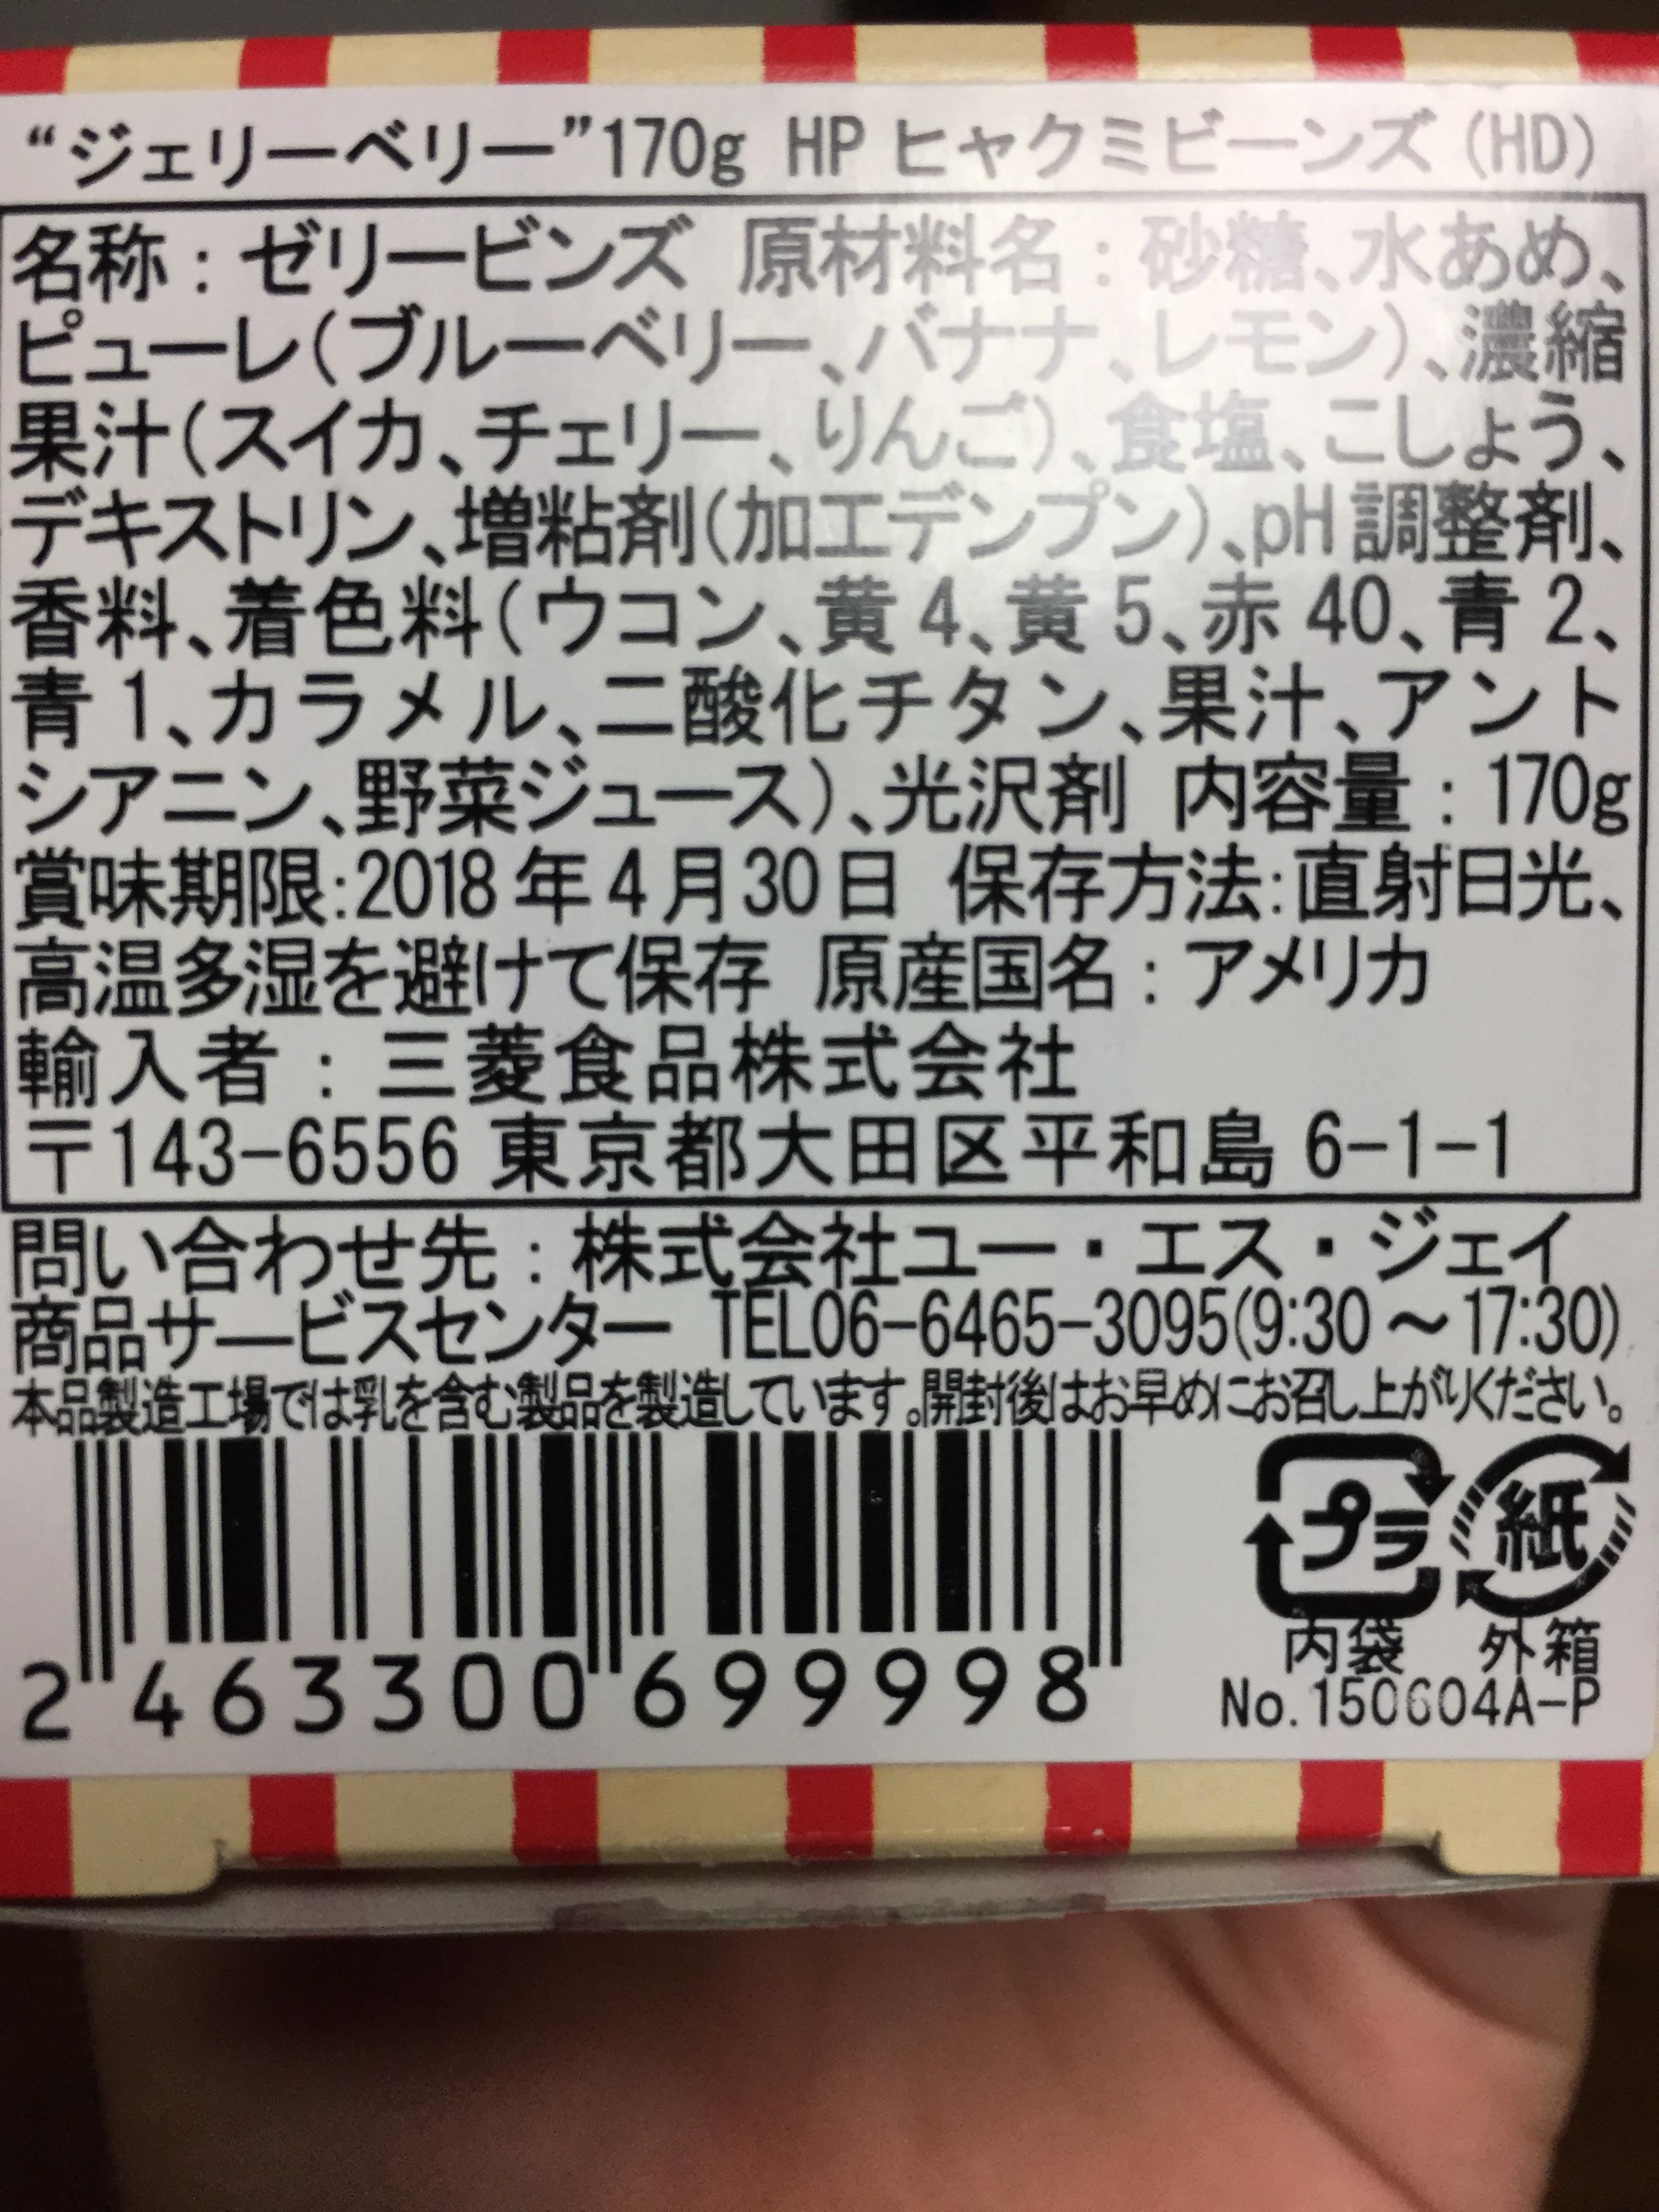 “ジェリーベリー”170g HP ヒャクミビーンズ (HD)
名称：ゼリービンズ 原材料名：砂糖、水あめ、
ピューレ(ブルーベリー、バナナ、レモン)、濃縮
果汁(スイカ、チェリー、りんご)、食塩、こしょう、
デキストリン、増粘剤(加工デンプン)、pH調整剤、
香料、着色料(ウコン、黄4、黄5、赤40、青2、
青1、カラメル、二酸化チタン、果汁、アント
シアニン、野菜ジュース)、光沢剤 内容量：170g
賞味期限:2018年4月30日 保存方法:直射日光、
高温多湿を避けて保存 原産国名：アメリカ
輸入者：三菱食品株式会社
〒143-6556 東京都大田区平和島 6-1-1
問い合わせ先：株式会社ユー・エス・ジェイ
商品サービスセンター TEL06-6465-3095(9:30～17:30)
本品製造工場では乳を含む製品を製造しています。開封後はお早めにお召し上がりください。
プラ 紙
内袋 外箱
2 463300 699998
No.150604A-P